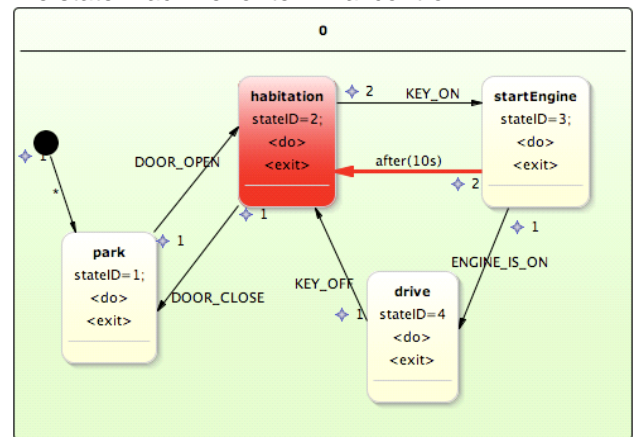 0
habitation
stateID=2;
<do>
<exit>
2
KEY_ON
startEngine
stateID=3;
<do>
<exit>
1
*
DOOR_OPEN
after(10s)
2
1
1
1
park
stateID=1;
<do>
<exit>
DOOR_CLOSE
KEY_OFF
ENGINE_IS_ON
drive
stateID=4
<do>
<exit>
1